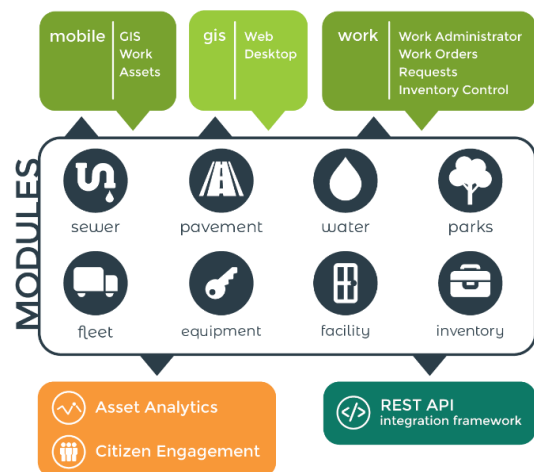 mobile
GIS
Work
Assets
gis
Web
Desktop
work
Work Administrator
Work Orders
Requests
Inventory Control
MODULES
sewer
pavement
water
parks
fleet
equipment
facility
inventory
Asset Analytics
Citizen Engagement
</> REST API
integration framework